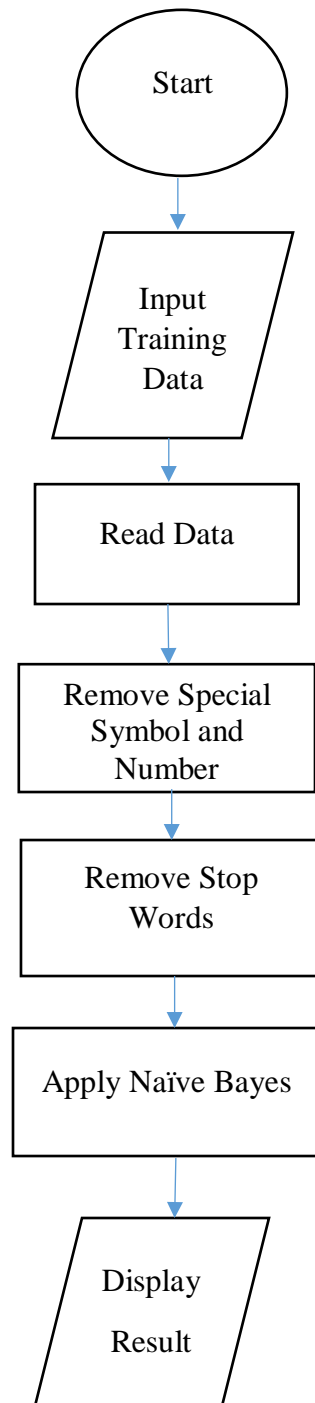 Start
Input
Training
Data
Read Data
Remove Special
Symbol and
Number
Remove Stop
Words
Apply Naïve Bayes
Display
Result